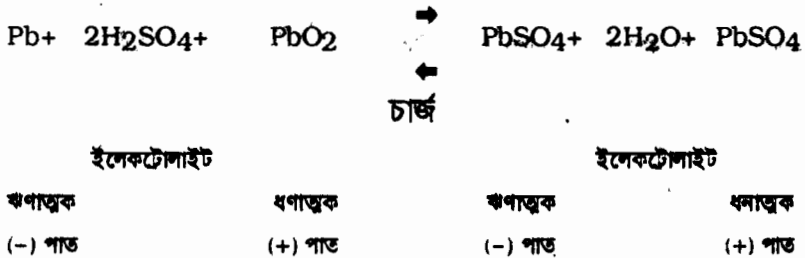 Pb+ 2H2SO4+ PbO2 → PbSO4+ 2H2O+ PbSO4
←
চার্জ
ইলেকট্রোলাইট ইলেকট্রোলাইট
ঋণাত্মক ধণাত্মক ঋণাত্মক ধনাত্মক
(-) পাত (+) পাত (-) পাত (+) পাত